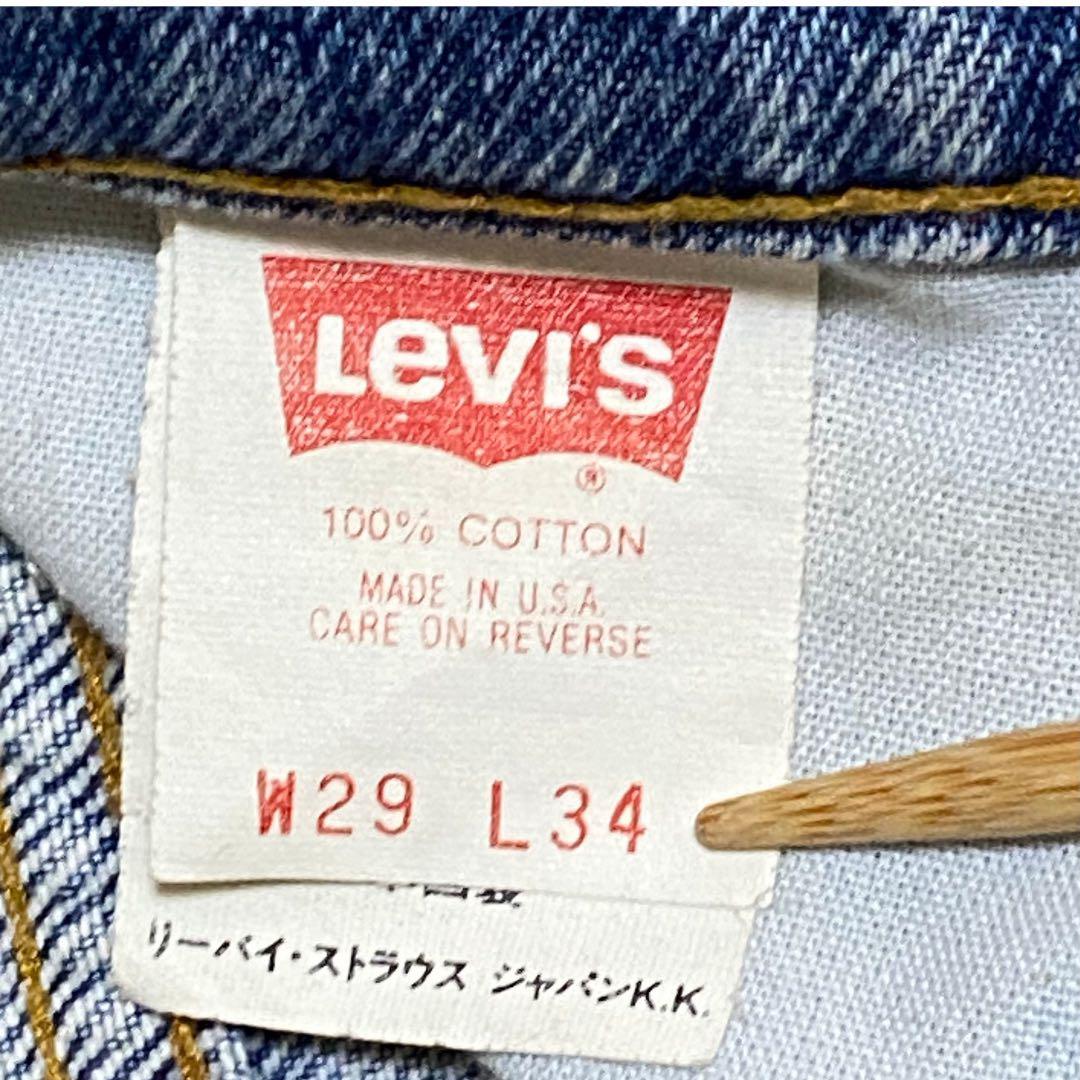 Levi's
®
100% COTTON
MADE IN U.S.A.
CARE ON REVERSE
W29 L34
リーバイ・ストラウス ジャパンK.K.